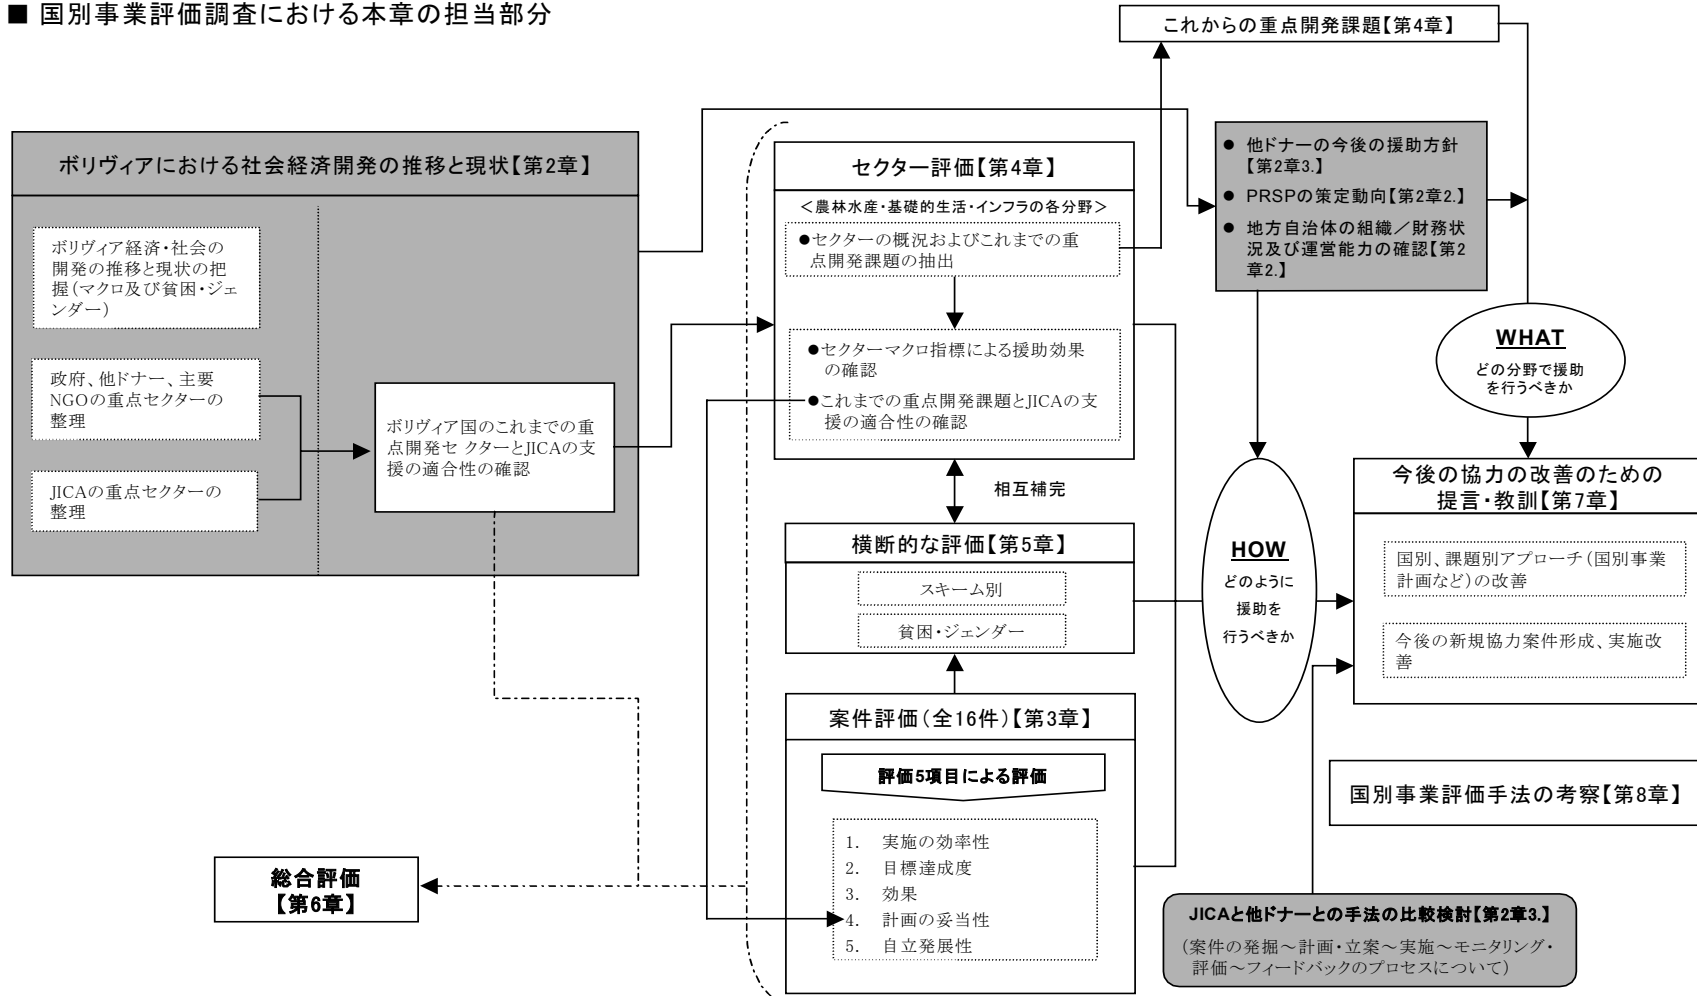 ■ 国別事業評価調査における本章の担当部分
これからの重点開発課題【第4章】
ボリヴィアにおける社会経済開発の推移と現状【第2章】
ボリヴィア経済・社会の
開発の推移と現状の把
握(マクロ及び貧困・ジェ
ンダー)
政府、他ドナー、主要
NGOの重点セクターの
整理
JICAの重点セクターの
整理
ボリヴィア国のこれまでの重
点開発セ クターとJICAの支
援の適合性の確認
セクター評価【第4章】
＜農林水産・基礎的生活・インフラの各分野＞
●セクターの概況およびこれまでの重
点開発課題の抽出
●セクターマクロ指標による援助効果
の確認
●これまでの重点開発課題とJICAの支
援の適合性の確認
相互補完
横断的な評価【第5章】
スキーム別
貧困・ジェンダー
案件評価(全16件)【第3章】
評価5項目による評価
1. 実施の効率性
2. 目標達成度
3. 効果
4. 計画の妥当性
5. 自立発展性
総合評価
【第6章】
● 他ドナーの今後の援助方針
【第2章3.】
● PRSPの策定動向【第2章2.】
● 地方自治体の組織／財務状
況及び運営能力の確認【第2
章2.】
WHAT
どの分野で援助
を行うべきか
HOW
どのように
援助を
行うべきか
今後の協力の改善のための
提言・教訓【第7章】
国別、課題別アプローチ(国別事業
計画など)の改善
今後の新規協力案件形成、実施改
善
国別事業評価手法の考察【第8章】
JICAと他ドナーとの手法の比較検討【第2章3.】
(案件の発掘～計画・立案～実施～モニタリング・
評価～フィードバックのプロセスについて)